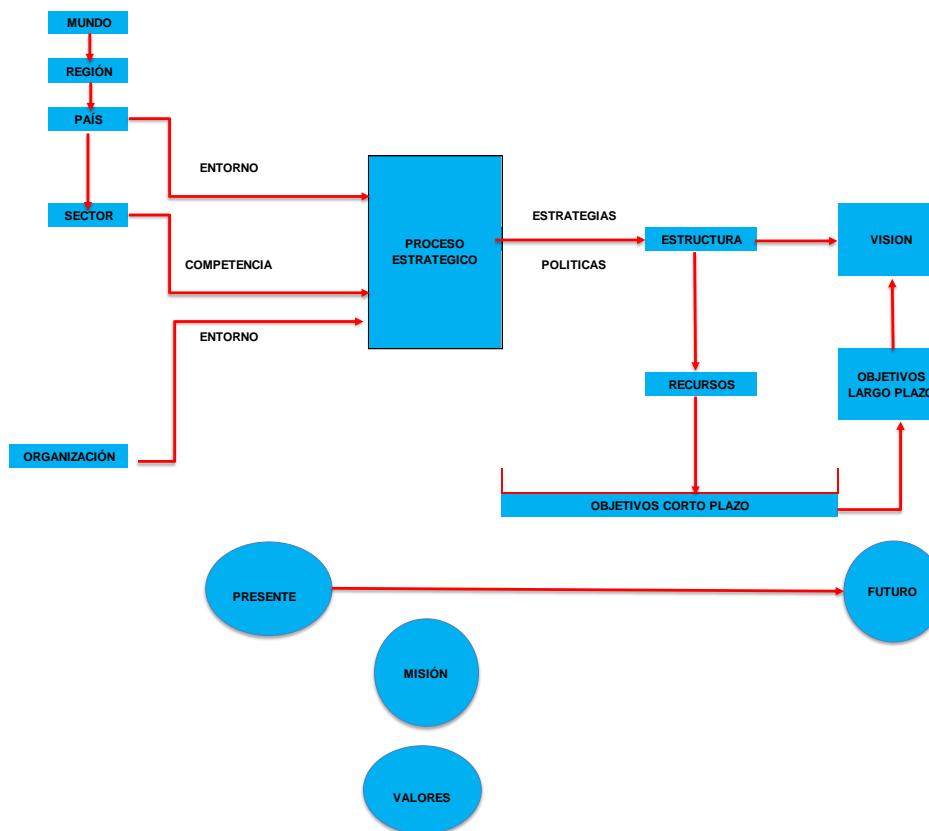 MUNDO
REGIÓN
PAÍS
ENTORNO
SECTOR
ESTRATEGIAS
ESTRUCTURA
VISION
PROCESO
ESTRATEGICO
COMPETENCIA
POLITICAS
ENTORNO
RECURSOS
OBJETIVOS
LARGO PLAZO
ORGANIZACIÓN
OBJETIVOS CORTO PLAZO
PRESENTE
FUTURO
MISIÓN
VALORES